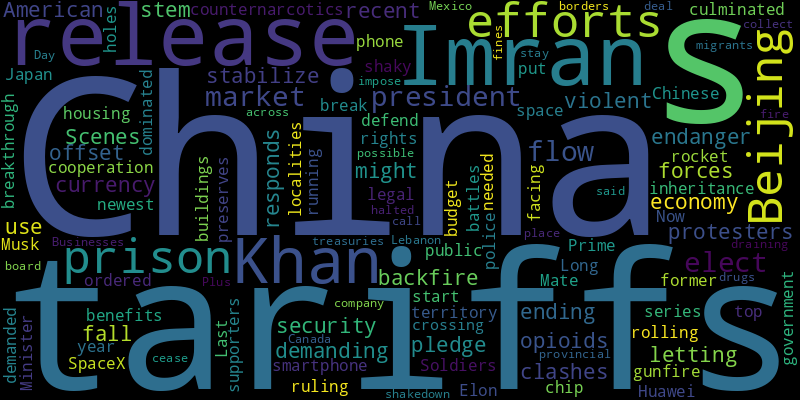 American stem counternarcotics recent Mexico borders deal culminated
release efforts S
holes phone Imran fines collect
Day stay migrants
Japan stabilize shaky put impose Chinese Beijing
breakthrough dominated market break president space violent
China
housing across defend fire
Scenes rights endanger
offset possible flow rocket
cooperation might forces
currency preserves responds localities running legal budget battles needed facing said inheritance
newest buildings halted economy
use call place Now protesters
Musk Businesses prison Khan treasuries Lebanon police Prime draining
board public Long elect
ordered Plus backfire Mate former drugs
tariffs
demanded Minister benefits company start territory ending series top government
fall Last supporters security crossing
year Canada pledge opioids rolling
SpaceX cease demanding provincial letting
smartphone Soldiers clashes gunfire
ruling shakedown Elon chip Huawei